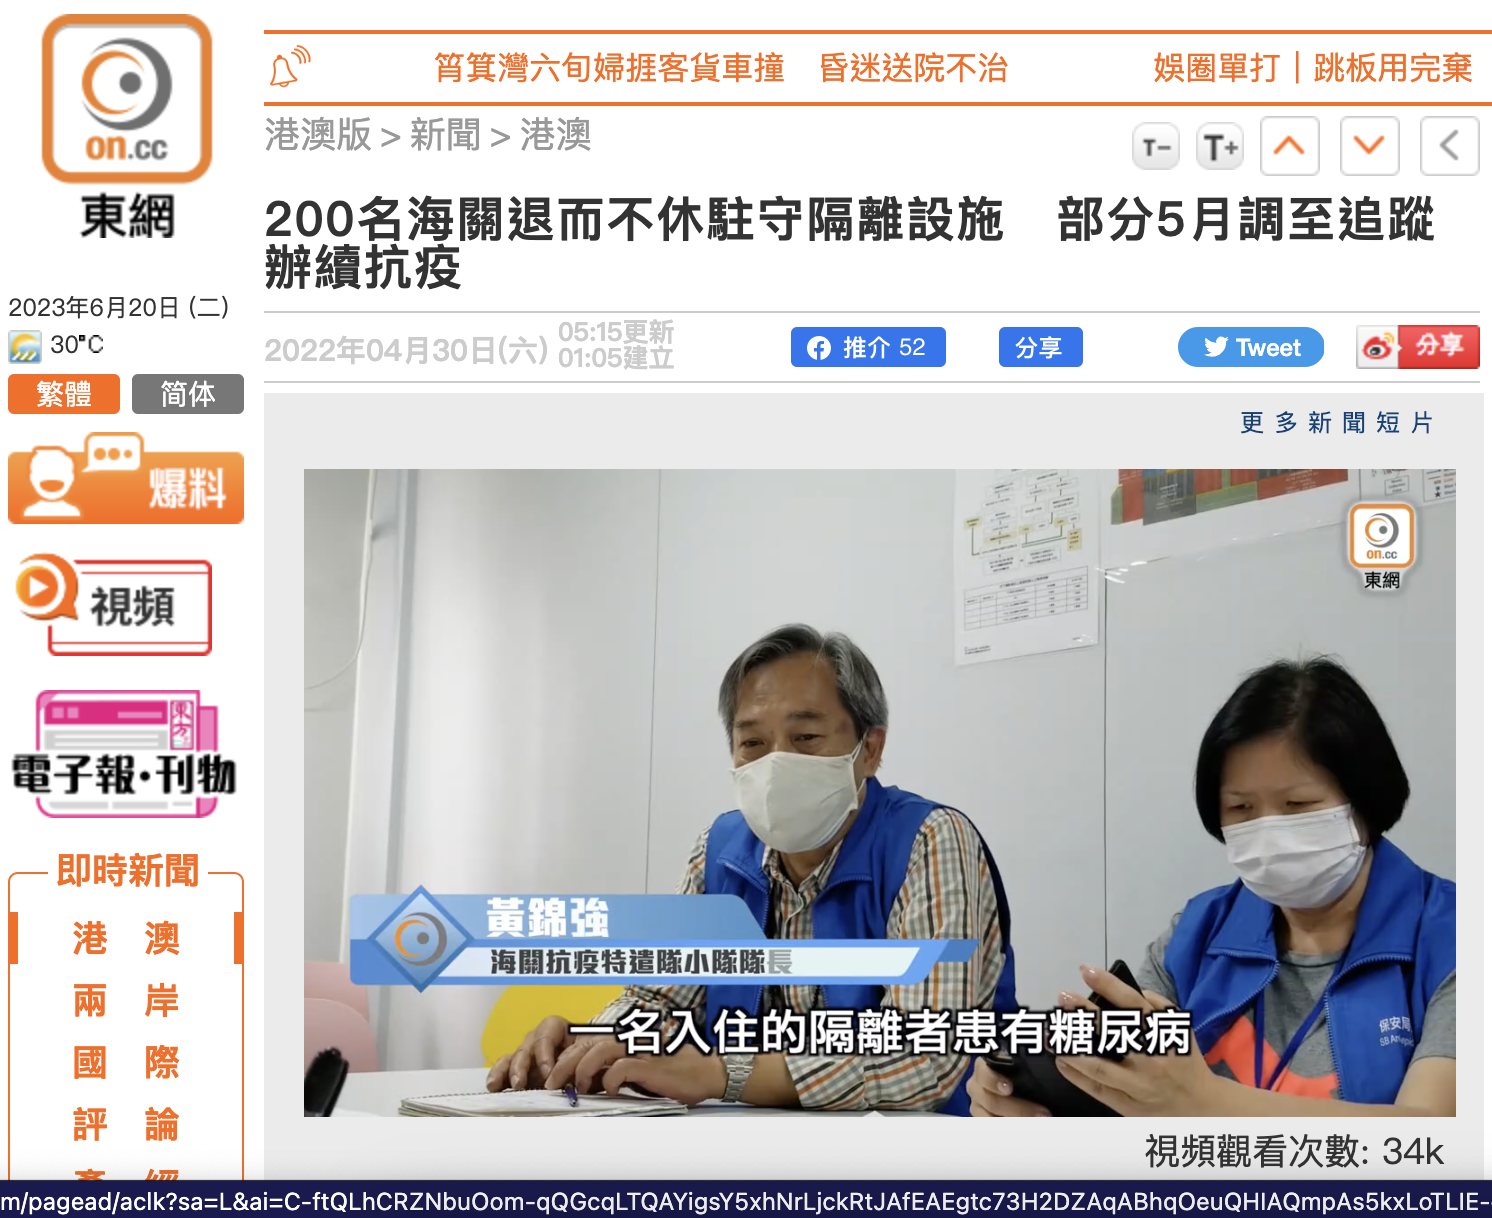 on.cc
東網
筲箕灣六旬婦捱客貨車撞　昏迷送院不治
娛圈單打｜跳板用完棄
港澳版 > 新聞 > 港澳
T−
T+
200名海關退而不休駐守隔離設施　部分5月調至追蹤
辦續抗疫
2023年6月20日 (二)
30°C
繁體
简体
2022年04月30日(六)
05:15更新
01:05建立
推介 52
分享
Tweet
分享
更多新聞短片
爆料
視頻
東方
電子報·刊物
即時新聞
港 澳
兩 岸
國 際
評 論
產 經
on.cc
東網
黃錦強
海關抗疫特遣隊小隊隊長
一名入住的隔離者患有糖尿病
保安局
視頻觀看次數: 34k
m/pagead/aclk?sa=L&ai=C-ftQLhCRZNbuOom-qQGcqLTQAYigsY5xhNrLjckRtJAfEAEgtc73H2DZAqABhqOeuQHIAQmpAs5kxLoTLIE-